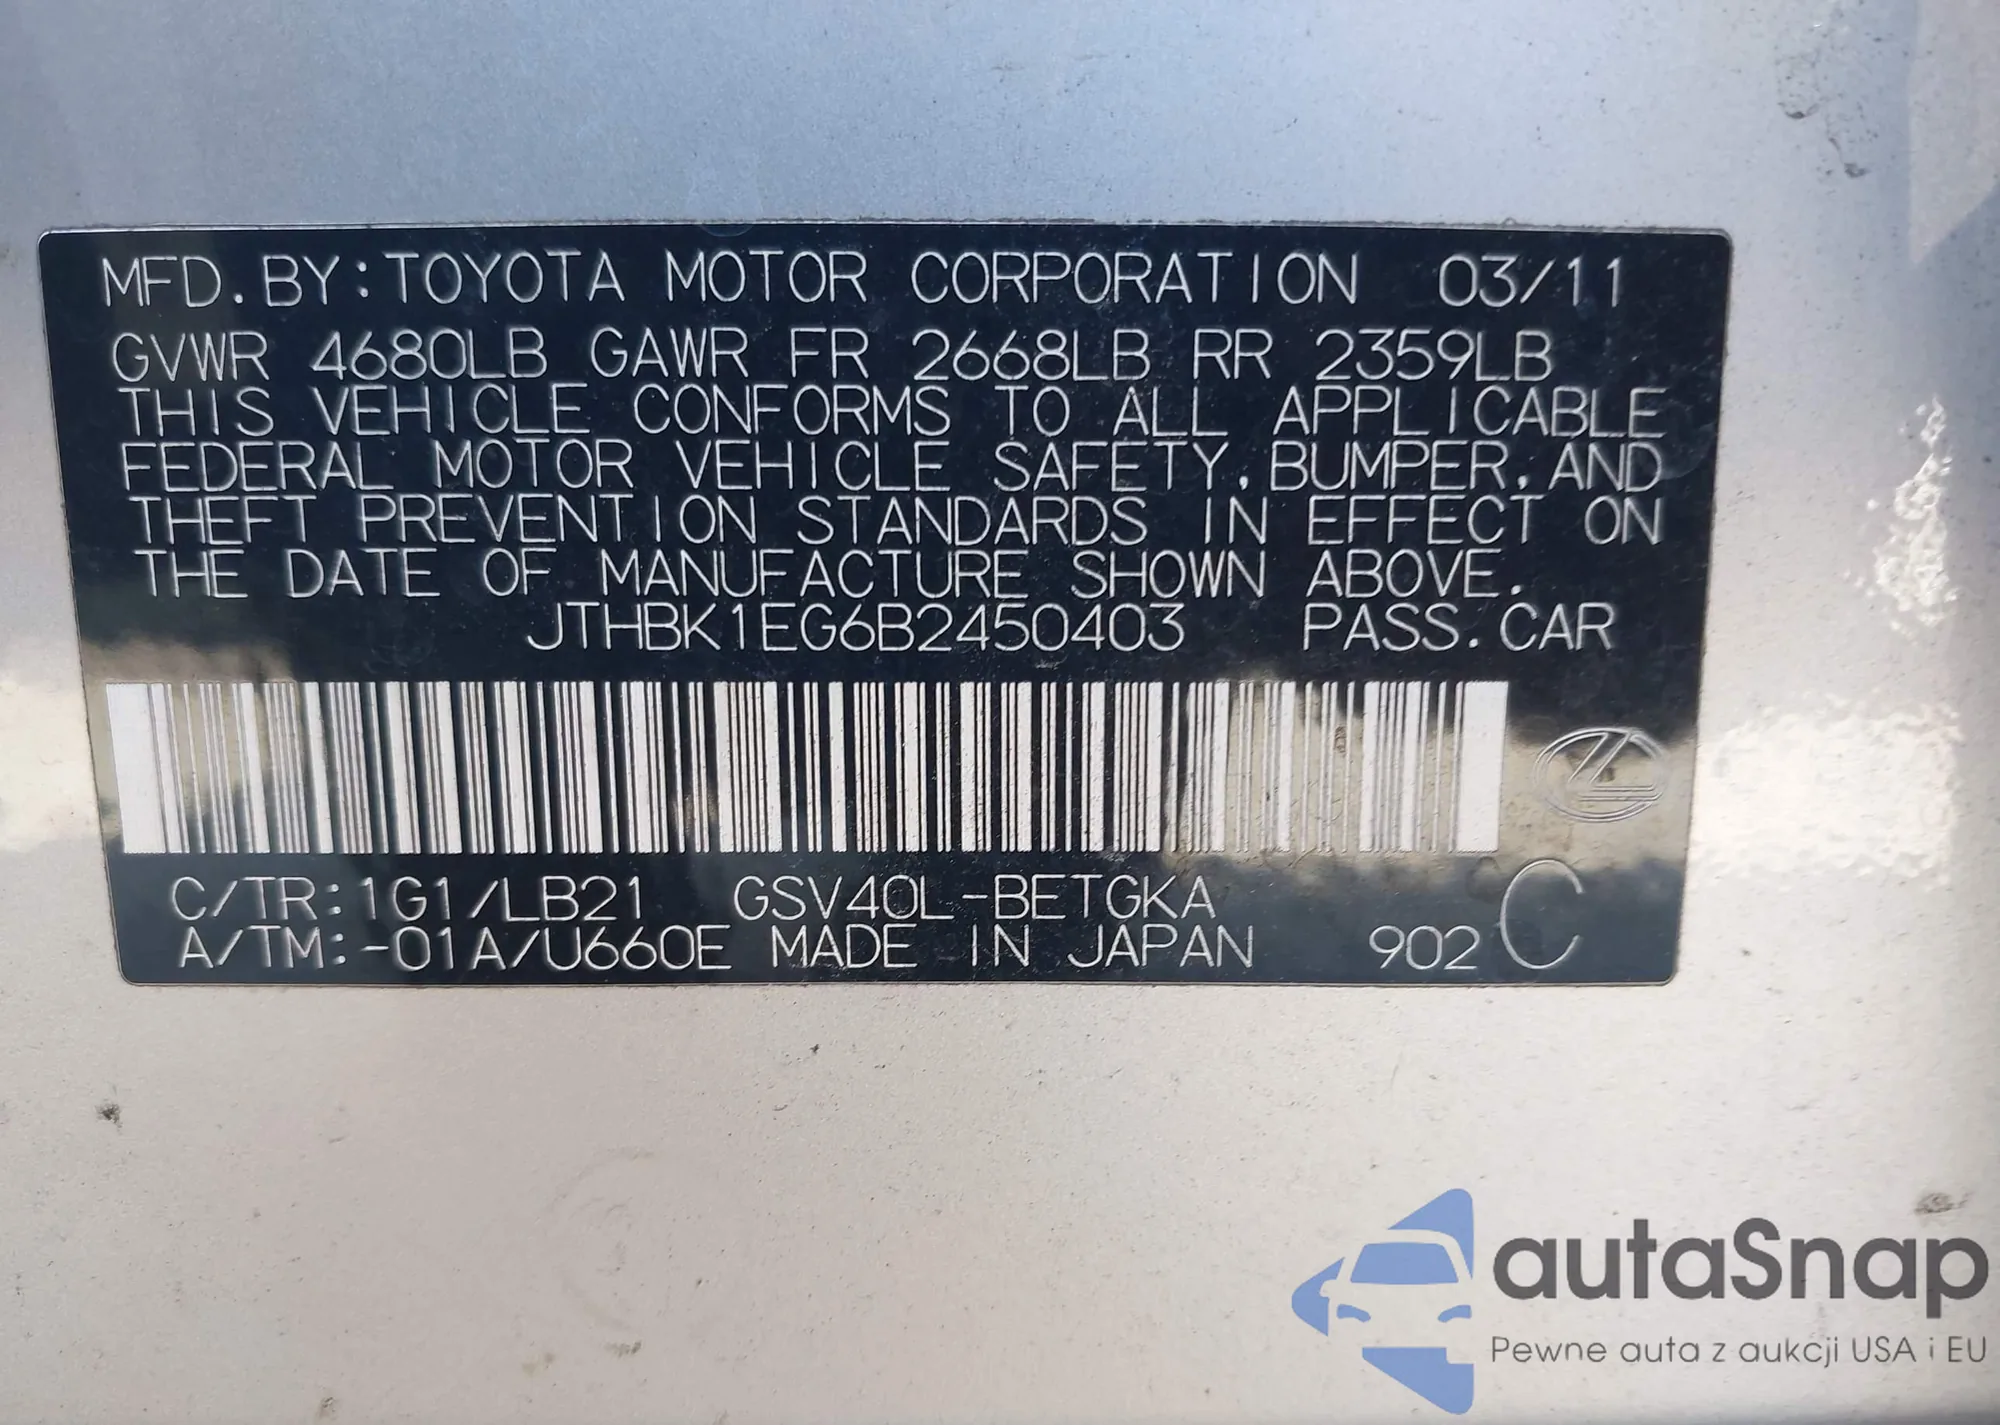 MFD. BY: TOYOTA MOTOR CORPORATION 03/11
GVWR 4680LB GAWR FR 2668LB RR 2359LB
THIS VEHICLE CONFORMS TO ALL APPLICABLE
FEDERAL MOTOR VEHICLE SAFETY, BUMPER, AND
THEFT PREVENTION STANDARDS IN EFFECT ON
THE DATE OF MANUFACTURE SHOWN ABOVE.
JTHBK1EG6B2450403 PASS. CAR
C/TR: 1G1/LB21 GSV40L-BETGKA
A/TM: -01A/U660E MADE IN JAPAN 902 C
autaSnap
Pewne auta z aukcji USA i EU